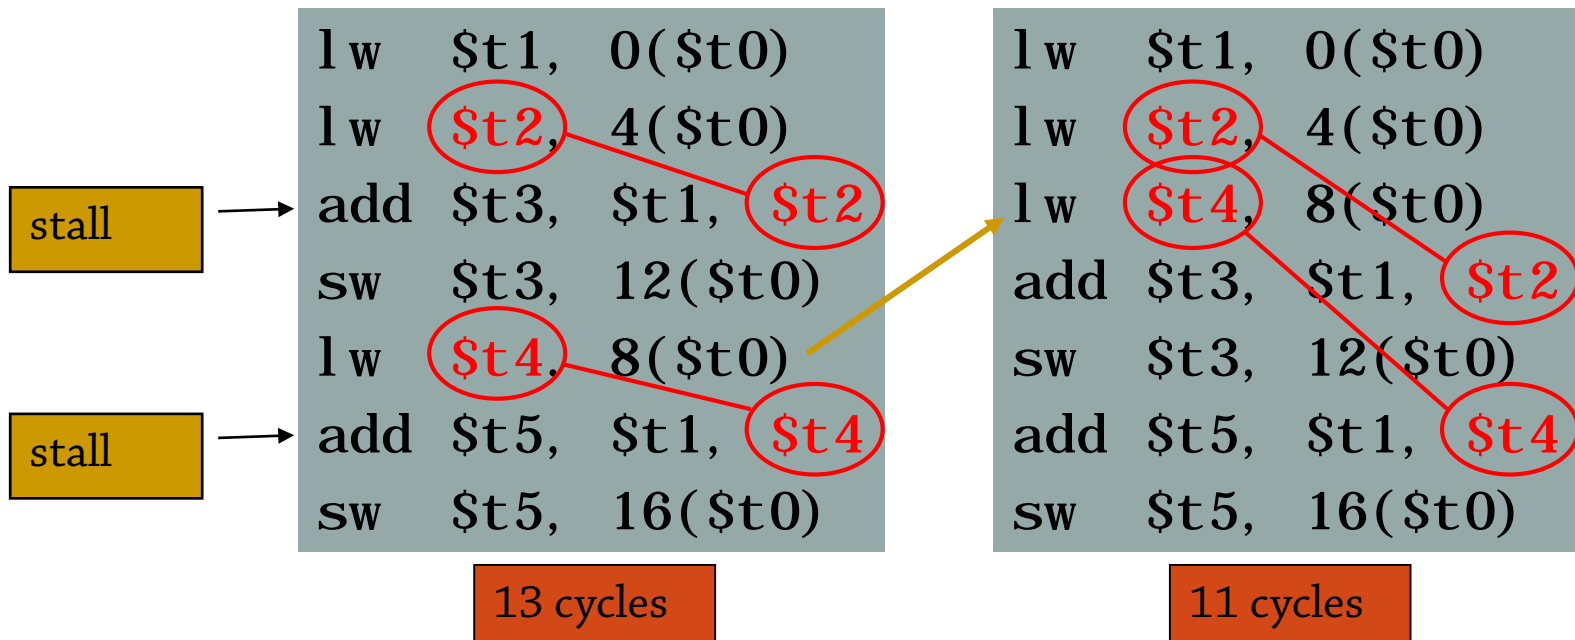 lw $t1, 0($t0)
lw $t2, 4($t0)
stall
add $t3, $t1, $t2
sw $t3, 12($t0)
lw $t4, 8($t0)
stall
add $t5, $t1, $t4
sw $t5, 16($t0)
13 cycles
lw $t1, 0($t0)
lw $t2, 4($t0)
lw $t4, 8($t0)
add $t3, $t1, $t2
sw $t3, 12($t0)
add $t5, $t1, $t4
sw $t5, 16($t0)
11 cycles